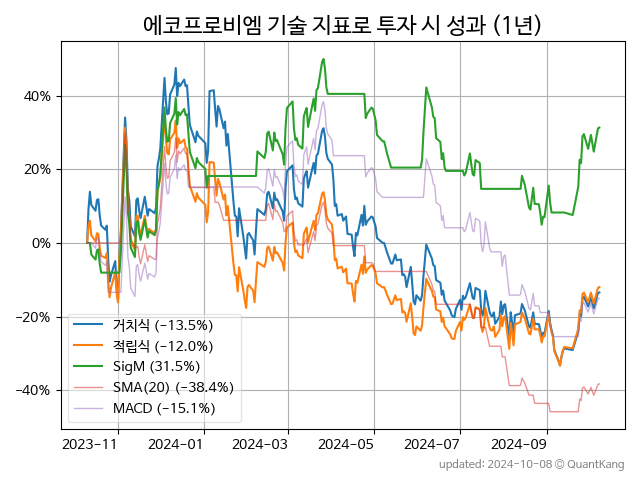 에코프로비엠 기술 지표로 투자 시 성과 (1년)
40%
20%
0%
−20%
−40%
거치식 (−13.5%)
적립식 (−12.0%)
SigM (31.5%)
SMA(20) (−38.4%)
MACD (−15.1%)
2023−11 2024−01 2024−03 2024−05 2024−07 2024−09
updated: 2024-10-08 © QuantKang